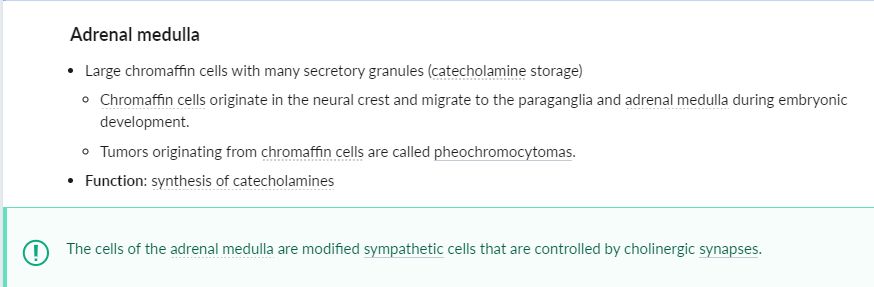 Adrenal medulla
• Large chromaffin cells with many secretory granules (catecholamine storage)
○ Chromaffin cells originate in the neural crest and migrate to the paraganglia and adrenal medulla during embryonic
development.
○ Tumors originating from chromaffin cells are called pheochromocytomas.
• Function: synthesis of catecholamines
The cells of the adrenal medulla are modified sympathetic cells that are controlled by cholinergic synapses.